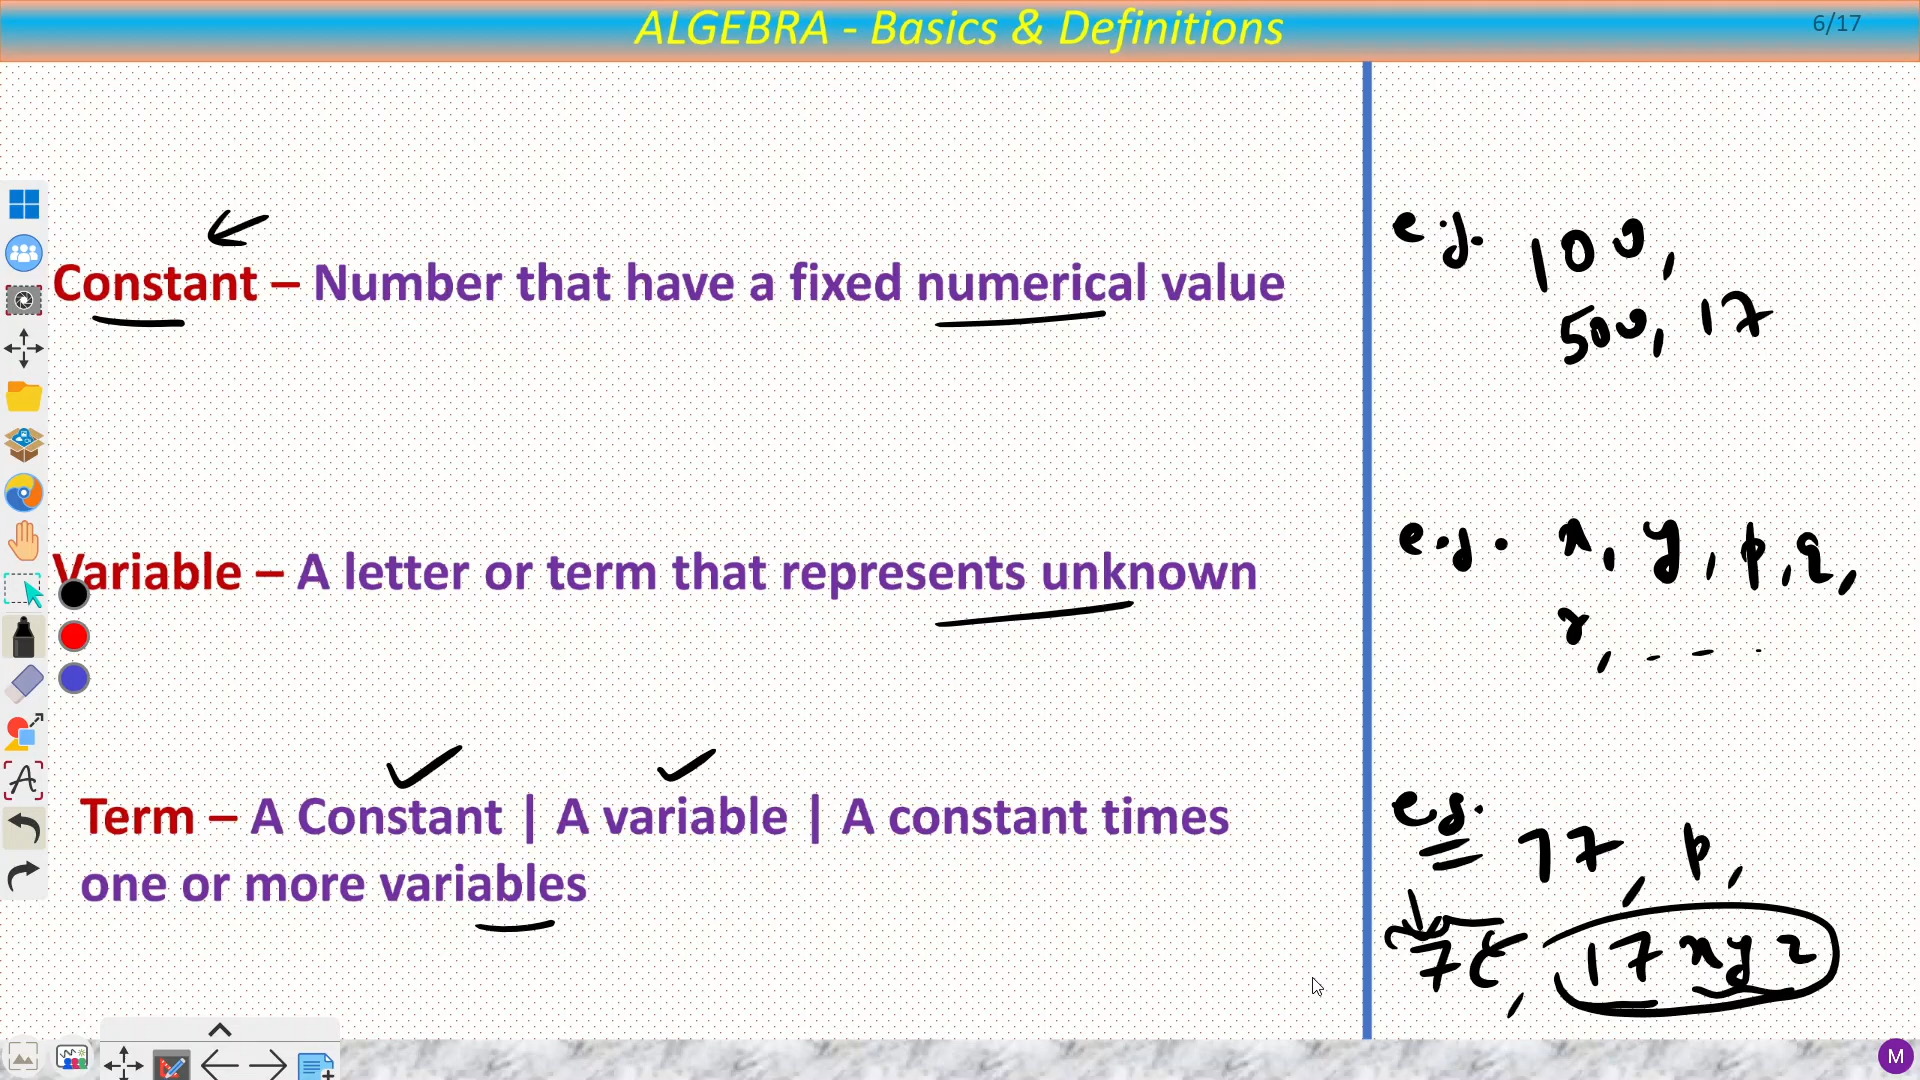 ALGEBRA - Basics & Definitions
6/17
Constant – Number that have a fixed numerical value
e.g. 100,
500, 17
Variable – A letter or term that represents unknown
e.g. x, y, p, q,
r, - - -
Term – A Constant | A variable | A constant times
one or more variables
e.g. 17, p,
7c, 17xyz
M